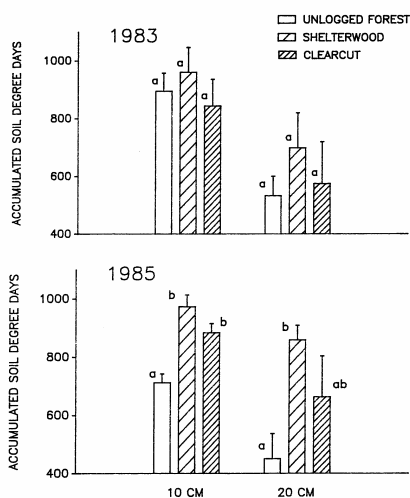 UNLOGGED FOREST
SHELTERWOOD
CLEARCUT
1983
ACCUMULATED SOIL DEGREE DAYS
1000
800
600
400
a
a
a
a
a
a
1985
ACCUMULATED SOIL DEGREE DAYS
1000
800
600
400
a
b
b
a
b
ab
10 CM
20 CM